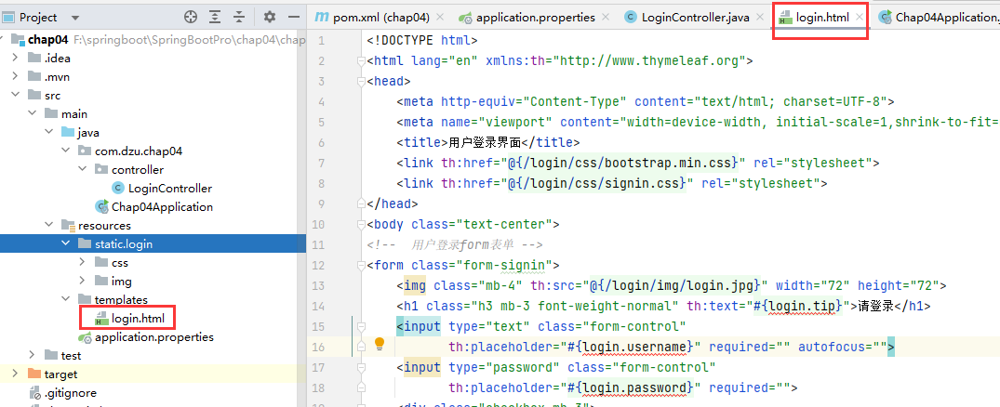 Project
chap04 F:\springboot\SpringBootPro\chap04\chap
.idea
.mvn
src
main
java
com.dzu.chap04
controller
LoginController
Chap04Application
resources
static.login
css
img
templates
login.html
application.properties
test
target
.gitignore
pom.xml (chap04) application.properties LoginController.java login.html Chap04Application.
1 <!DOCTYPE html>
2 <html lang="en" xmlns:th="http://www.thymeleaf.org">
3 <head>
4 <meta http-equiv="Content-Type" content="text/html; charset=UTF-8">
5 <meta name="viewport" content="width=device-width, initial-scale=1,shrink-to-fit=
6 <title>用户登录界面</title>
7 <link th:href="@{/login/css/bootstrap.min.css}" rel="stylesheet">
8 <link th:href="@{/login/css/signin.css}" rel="stylesheet">
9 </head>
10 <body class="text-center">
11 <!-- 用户登录form表单 -->
12 <form class="form-signin">
13 <img class="mb-4" th:src="@{/login/img/login.jpg}" width="72" height="72">
14 <h1 class="h3 mb-3 font-weight-normal" th:text="#{login.tip}">请登录</h1>
15 <input type="text" class="form-control"
16 th:placeholder="#{login.username}" required="" autofocus="">
17 <input type="password" class="form-control"
18 th:placeholder="#{login.password}" required="">
<div class="checkbox mb-3">